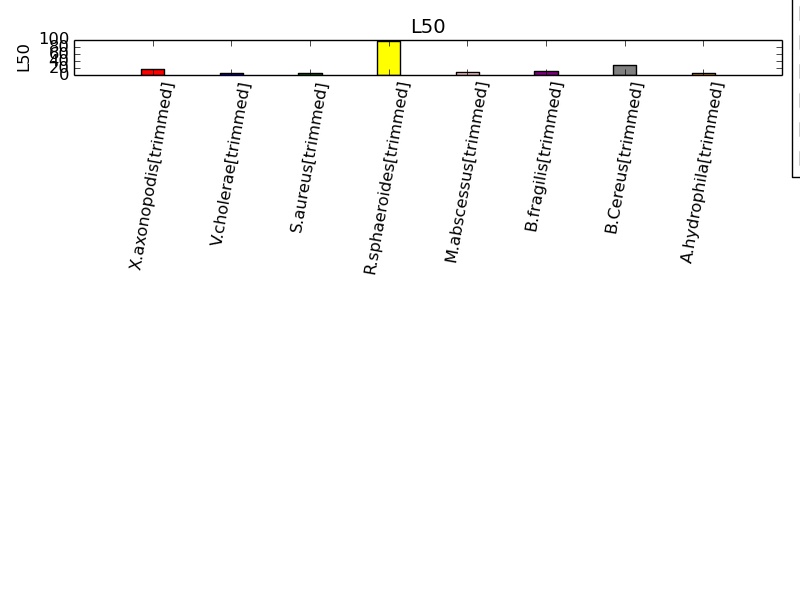 L50
L50
100
80
60
40
20
0
X.axonopodis[trimmed]
V.cholerae[trimmed]
S.aureus[trimmed]
R.sphaeroides[trimmed]
M.abscessus[trimmed]
B.fragilis[trimmed]
B.Cereus[trimmed]
A.hydrophila[trimmed]